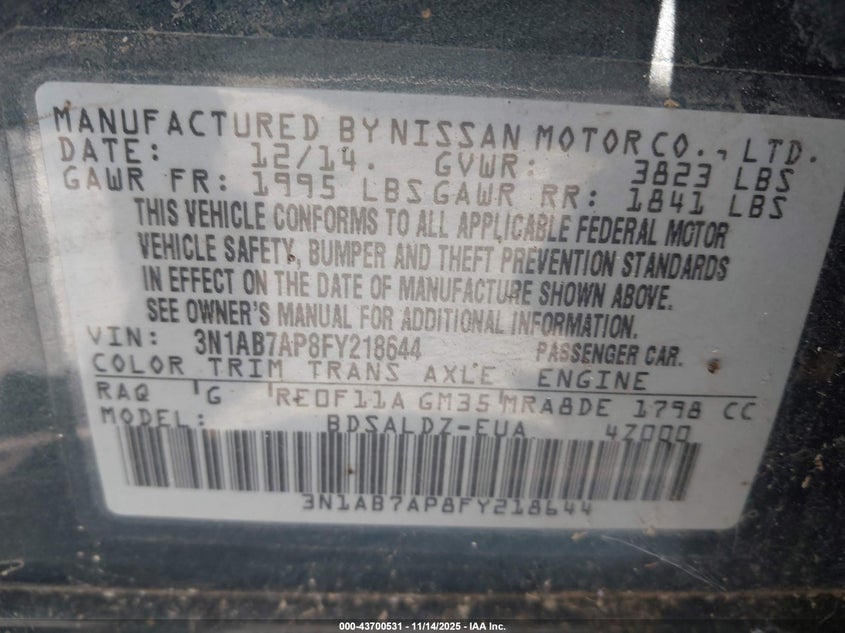 MANUFACTURED BY NISSAN MOTOR CO., LTD.
DATE: 12/14. GVWR: 3823 LBS
GAWR FR: 1995 LBS GAWR RR: 1841 LBS
THIS VEHICLE CONFORMS TO ALL APPLICABLE FEDERAL MOTOR
VEHICLE SAFETY, BUMPER AND THEFT PREVENTION STANDARDS
IN EFFECT ON THE DATE OF MANUFACTURE SHOWN ABOVE.
SEE OWNER'S MANUAL FOR ADDITIONAL INFORMATION.
VIN: 3N1AB7AP8FY218644 PASSENGER CAR.
COLOR TRIM TRANS AXLE ENGINE
RAQ G RE0F11A GM35 MRA8DE 1798 CC
MODEL: BDSALDZ-EUA 4Z000
3N1AB7AP8FY218644
000-43700531 - 11/14/2025 - IAA Inc.